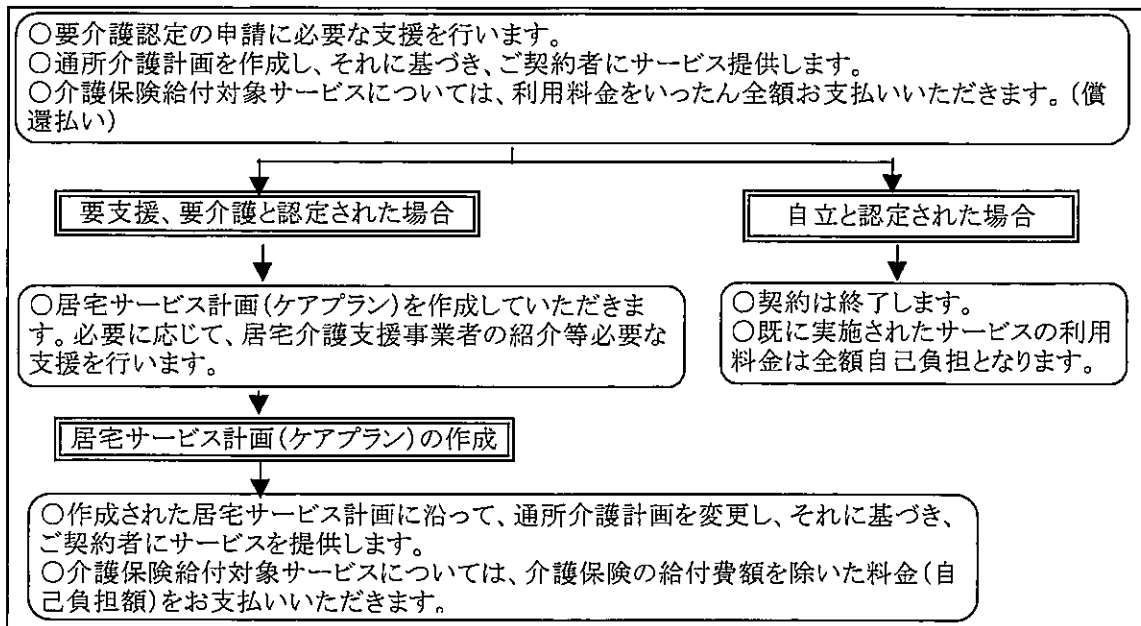 ○要介護認定の申請に必要な支援を行います。
○通所介護計画を作成し、それに基づき、ご契約者にサービス提供します。
○介護保険給付対象サービスについては、利用料金をいったん全額お支払いいただきます。(償
還払い)
要支援、要介護と認定された場合
自立と認定された場合
○居宅サービス計画(ケアプラン)を作成していただきま
す。必要に応じて、居宅介護支援事業者の紹介等必要な
支援を行います。
○契約は終了します。
○既に実施されたサービスの利用
料金は全額自己負担となります。
居宅サービス計画(ケアプラン)の作成
○作成された居宅サービス計画に沿って、通所介護計画を変更し、それに基づき、
ご契約者にサービスを提供します。
○介護保険給付対象サービスについては、介護保険の給付費額を除いた料金(自
己負担額)をお支払いいただきます。